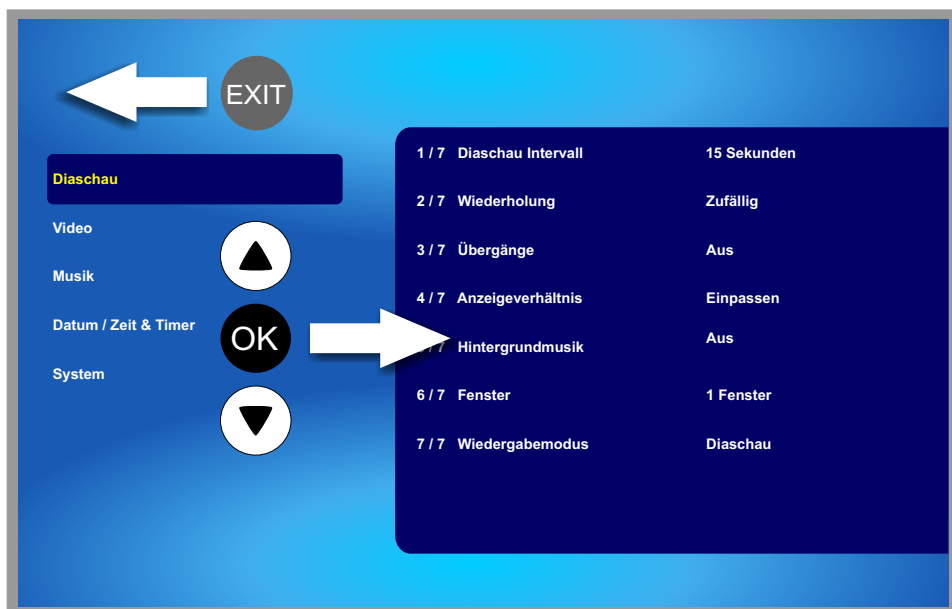 EXIT
Diaschau
Video
Musik
Datum / Zeit & Timer
System
OK
1 / 7 Diaschau Intervall 15 Sekunden
2 / 7 Wiederholung Zufällig
3 / 7 Übergänge Aus
4 / 7 Anzeigeverhältnis Einpassen
/ 7 Hintergrundmusik Aus
6 / 7 Fenster 1 Fenster
7 / 7 Wiedergabemodus Diaschau